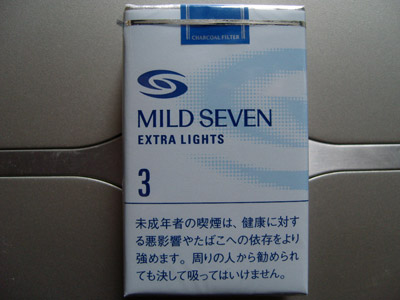 CHARCOAL FILTER
MILD SEVEN
EXTRA LIGHTS
3
未成年者の喫煙は、健康に対す
る悪影響やたばこへの依存をより
強めます。周りの人から勧められ
ても決して吸ってはいけません。